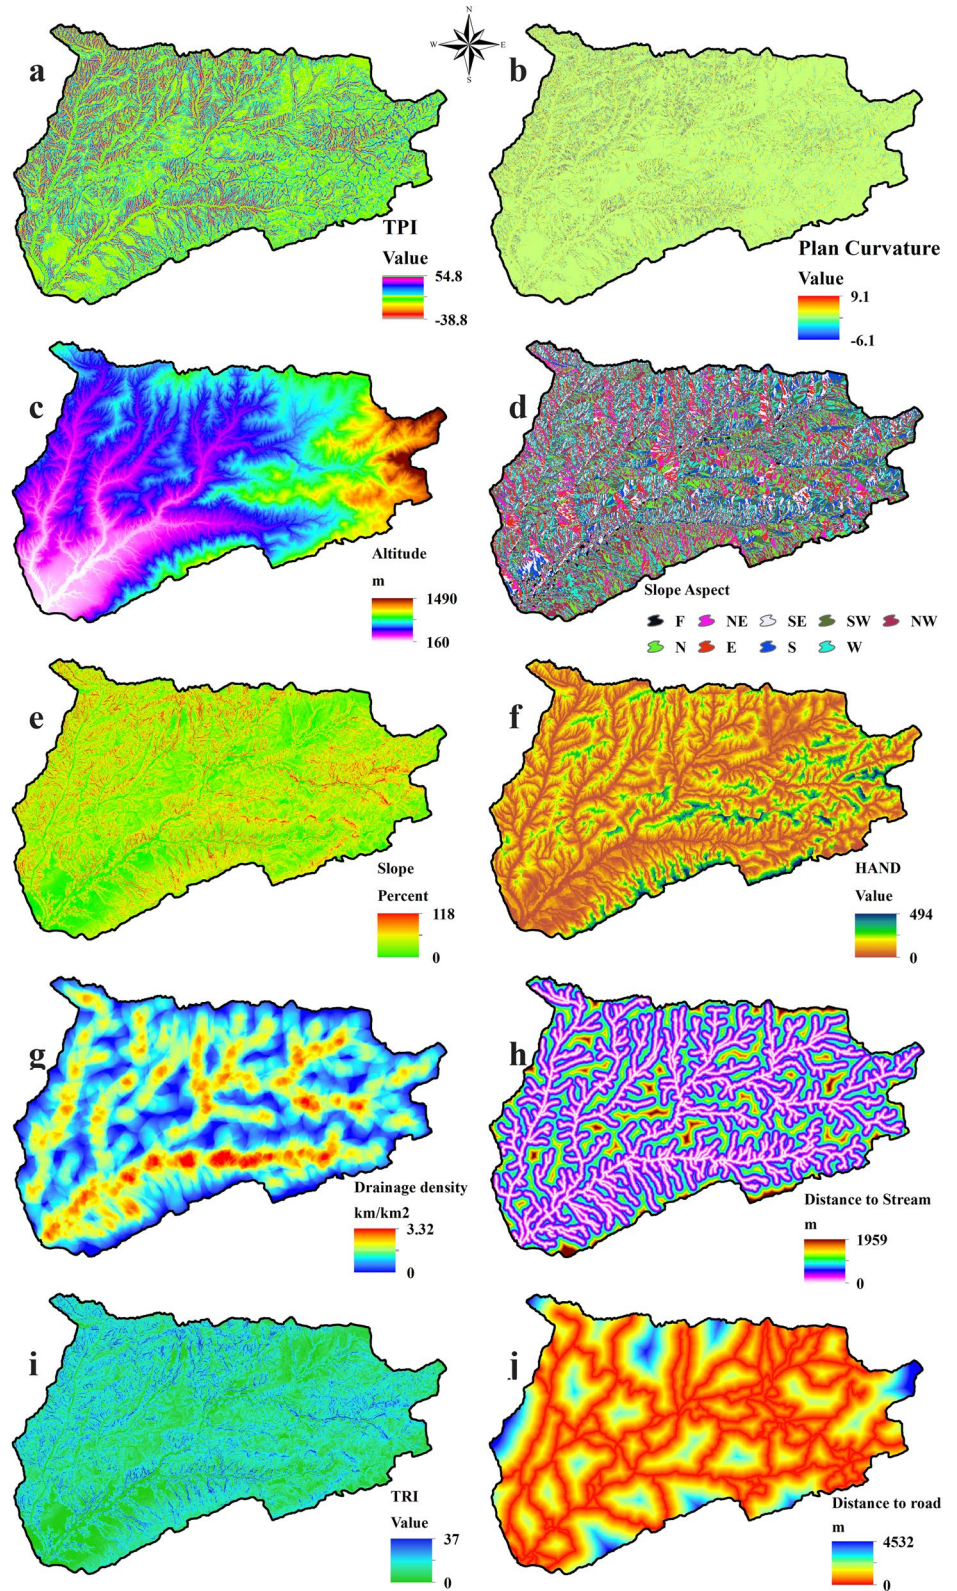 N
W E
S
a
TPI
Value
54.8
-38.8
b
Plan Curvature
Value
9.1
-6.1
c
Altitude
m
1490
160
d
Slope Aspect
F NE SE SW NW
N E S W
e
Slope
Percent
118
0
f
HAND
Value
494
0
g
Drainage density
km/km2
3.32
0
h
Distance to Stream
m
1959
0
i
TRI
Value
37
0
j
Distance to road
m
4532
0